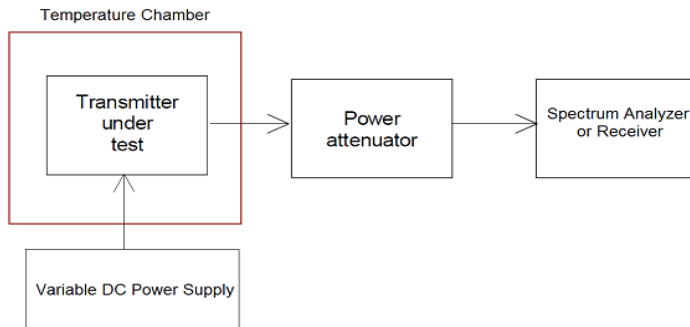 Temperature Chamber
Transmitter
under
test
Power
attenuator
Spectrum Analyzer
or Receiver
Variable DC Power Supply